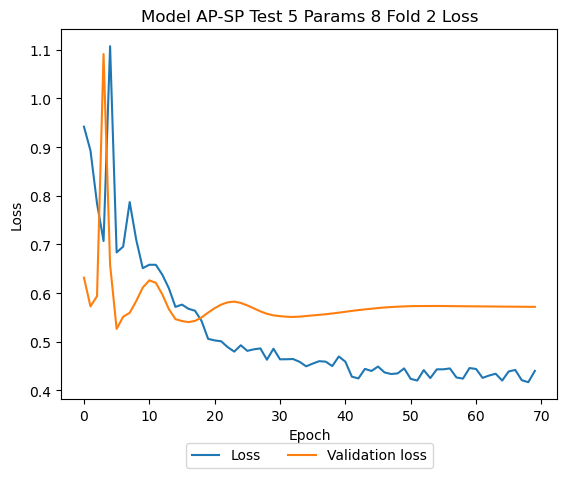 Model AP-SP Test 5 Params 8 Fold 2 Loss
1.1
1.0
0.9
0.8
0.7
0.6
0.5
0.4
Loss
0 10 20 30 40 50 60 70
Epoch
Loss Validation loss